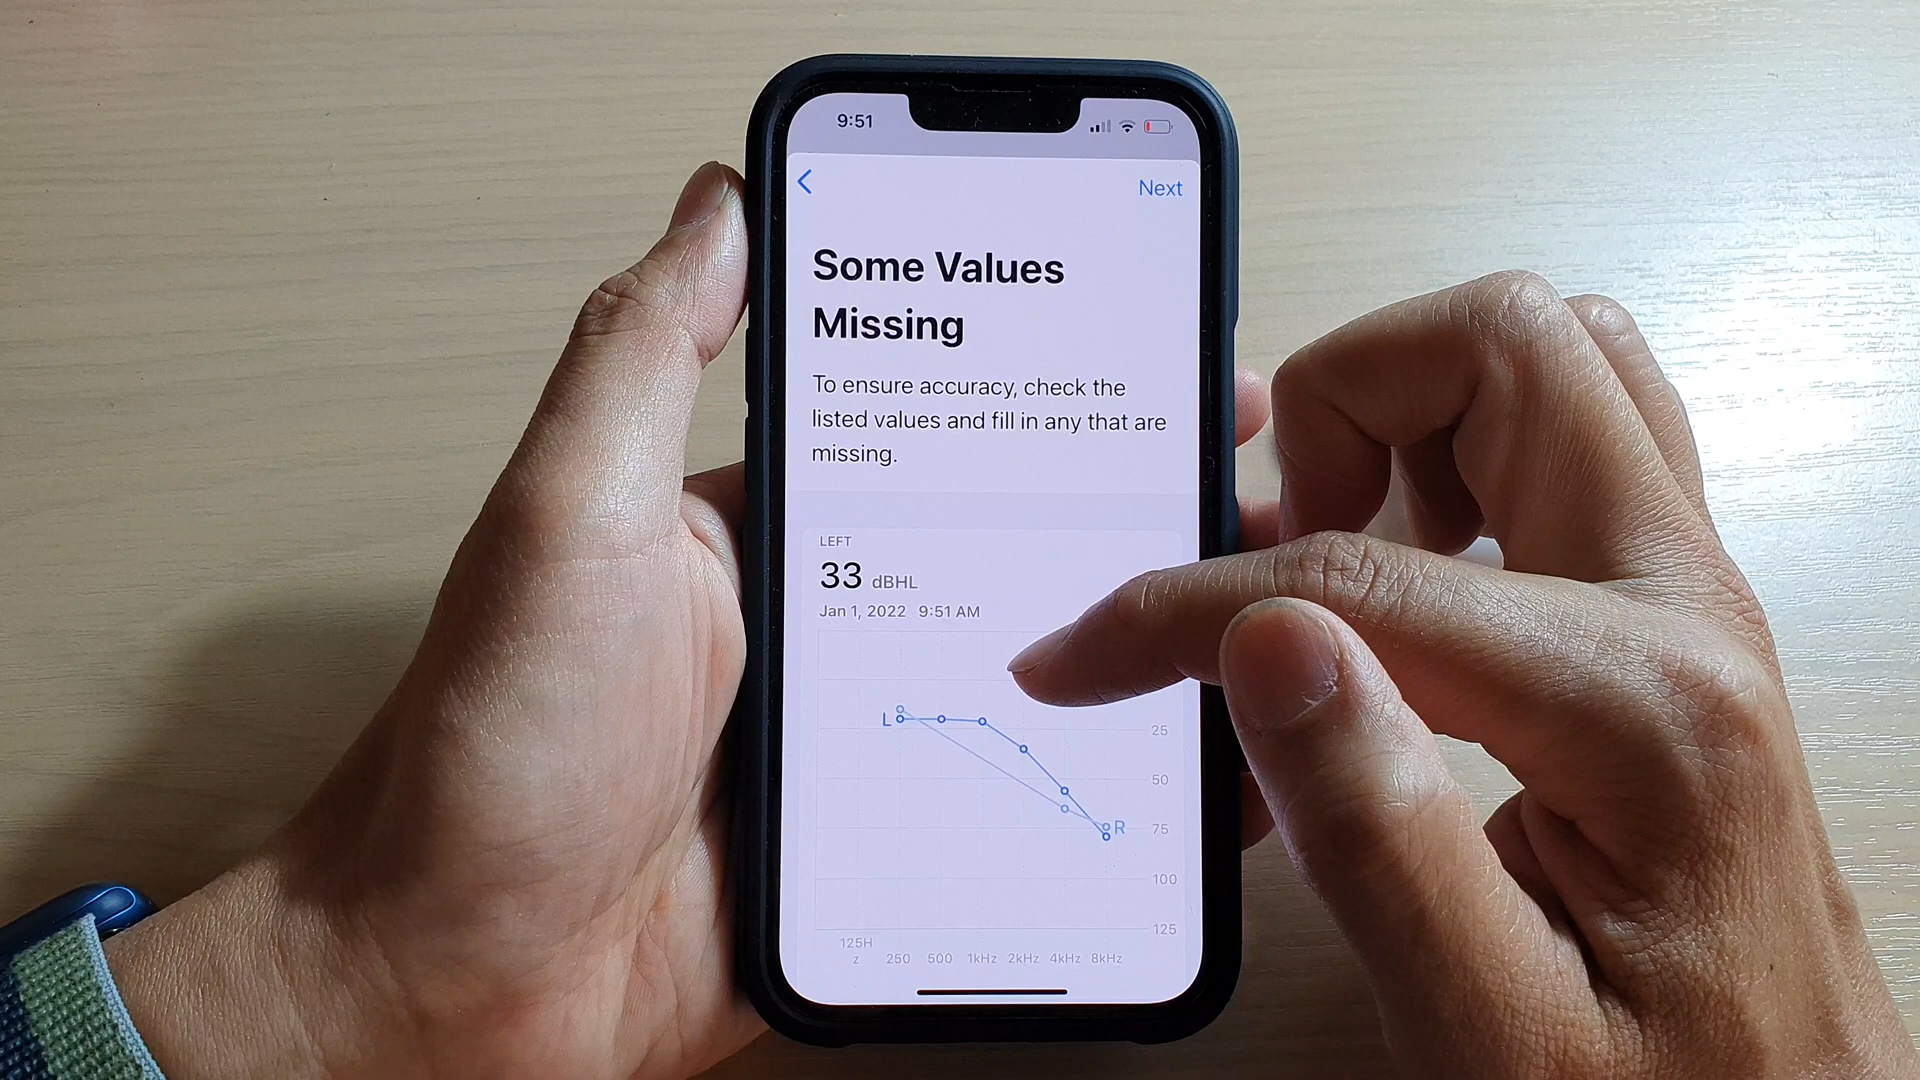 9:51
Next
Some Values
Missing
To ensure accuracy, check the
listed values and fill in any that are
missing.
LEFT
33 dBHL
Jan 1, 2022 9:51 AM
L
25
50
75
R
100
125
125H
z 250 500 1kHz 2kHz 4kHz 8kHz